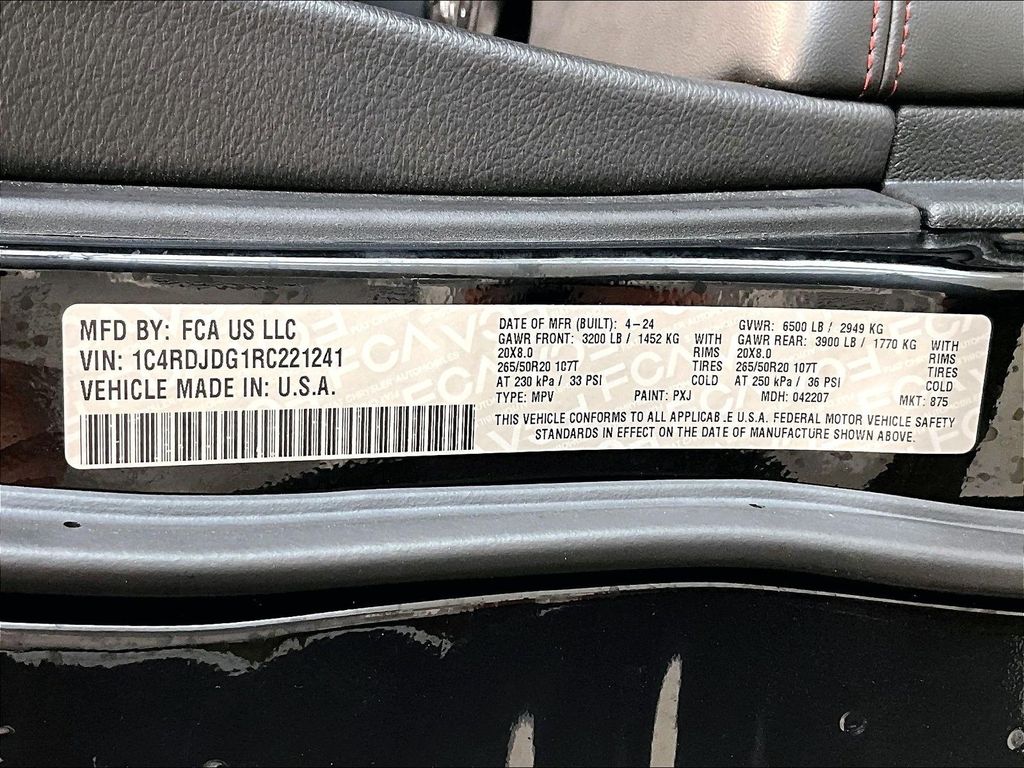 MFD BY: FCA US LLC
VIN: 1C4RDJDG1RC221241
VEHICLE MADE IN: U.S.A.
DATE OF MFR (BUILT): 4-24
GAWR FRONT: 3200 LB / 1452 KG WITH
20X8.0 RIMS
265/50R20 107T TIRES
AT 230 kPa / 33 PSI COLD
TYPE: MPV PAINT: PXJ
GVWR: 6500 LB / 2949 KG
GAWR REAR: 3900 LB / 1770 KG WITH
20X8.0 RIMS
265/50R20 107T TIRES
AT 250 kPa / 36 PSI COLD
MDH: 042207 MKT: 875
THIS VEHICLE CONFORMS TO ALL APPLICAB_E U.S.A. FEDERAL MOTOR VEHICLE SAFETY
STANDARDS IN EFFECT ON THE DATE OF MANUFACTURE SHOWN ABOVE.